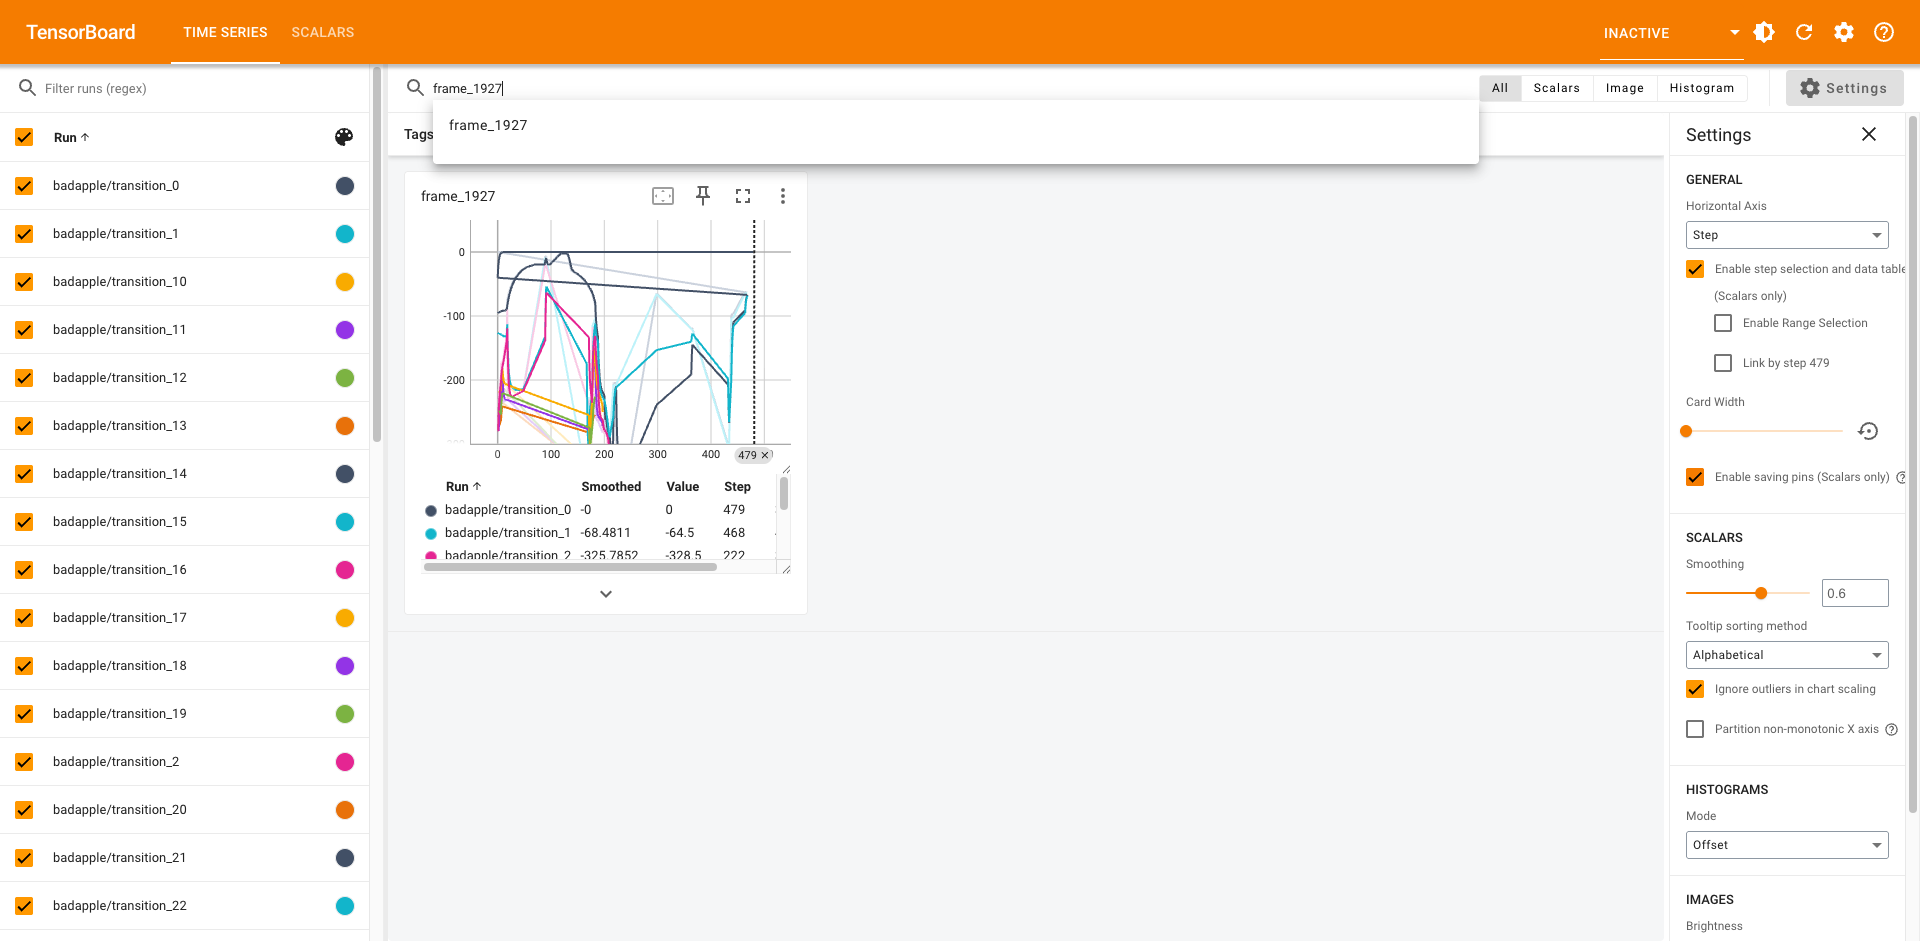 TensorBoard
TIME SERIES
SCALARS
INACTIVE
Filter runs (regex)
frame_1927
All
Scalars
Image
Histogram
Settings
frame_1927
Run
Tags
Settings
badapple/transition_0
badapple/transition_1
badapple/transition_10
badapple/transition_11
badapple/transition_12
badapple/transition_13
badapple/transition_14
badapple/transition_15
badapple/transition_16
badapple/transition_17
badapple/transition_18
badapple/transition_19
badapple/transition_2
badapple/transition_20
badapple/transition_21
badapple/transition_22
frame_1927
0
-100
-200
0
100
200
300
400
479
Run Smoothed Value Step
badapple/transition_0 -0 0 479
badapple/transition_1 -68.4811 -64.5 468
badapple/transition_2 -325.7852 -328.5 222
GENERAL
Horizontal Axis
Step
Enable step selection and data table
(Scalars only)
Enable Range Selection
Link by step 479
Card Width
Enable saving pins (Scalars only)
SCALARS
Smoothing
0.6
Tooltip sorting method
Alphabetical
Ignore outliers in chart scaling
Partition non-monotonic X axis
HISTOGRAMS
Mode
Offset
IMAGES
Brightness